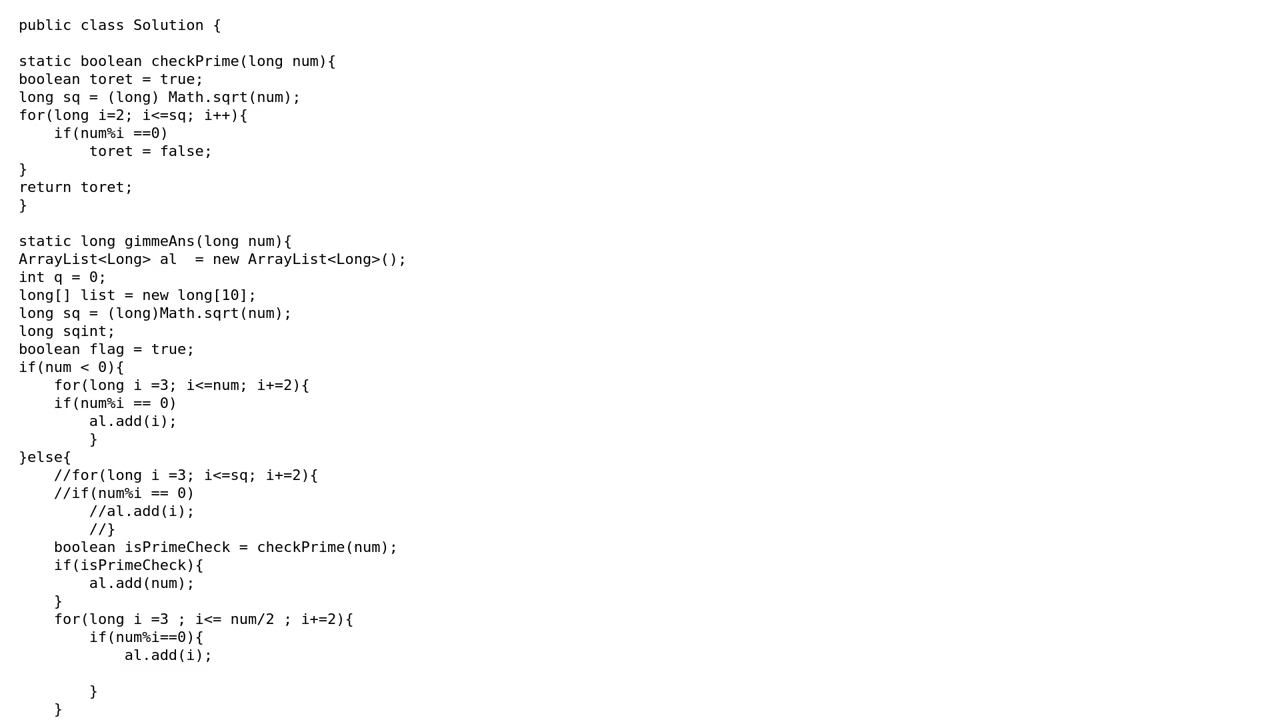 public class Solution {

static boolean checkPrime(long num){
boolean toret = true;
long sq = (long) Math.sqrt(num);
for(long i=2; i<=sq; i++){
    if(num%i ==0)
        toret = false;
}
return toret;
}

static long gimmeAns(long num){
ArrayList<Long> al  = new ArrayList<Long>();
int q = 0;
long[] list = new long[10];
long sq = (long)Math.sqrt(num);
long sqint;
boolean flag = true;
if(num < 0){
    for(long i =3; i<=num; i+=2){
    if(num%i == 0)
        al.add(i);
        }
}else{
    //for(long i =3; i<=sq; i+=2){
    //if(num%i == 0)
        //al.add(i);
        //}
    boolean isPrimeCheck = checkPrime(num);
    if(isPrimeCheck){
        al.add(num);
    }
    for(long i =3 ; i<= num/2 ; i+=2){
        if(num%i==0){
            al.add(i);

        }
    }